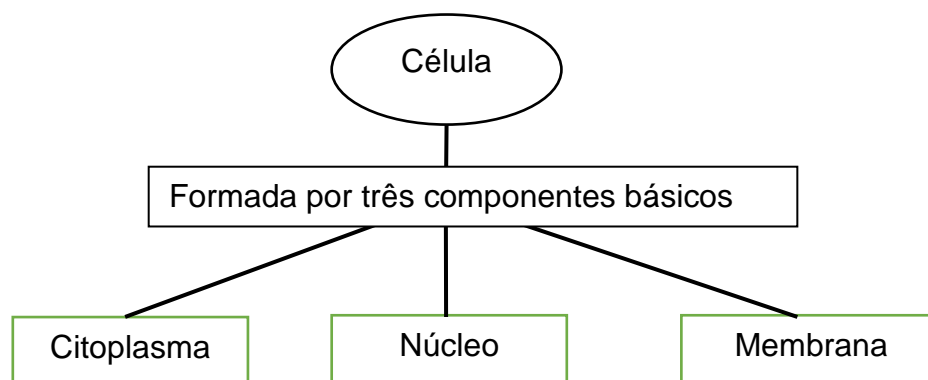 Célula
Formada por três componentes básicos
Citoplasma
Núcleo
Membrana